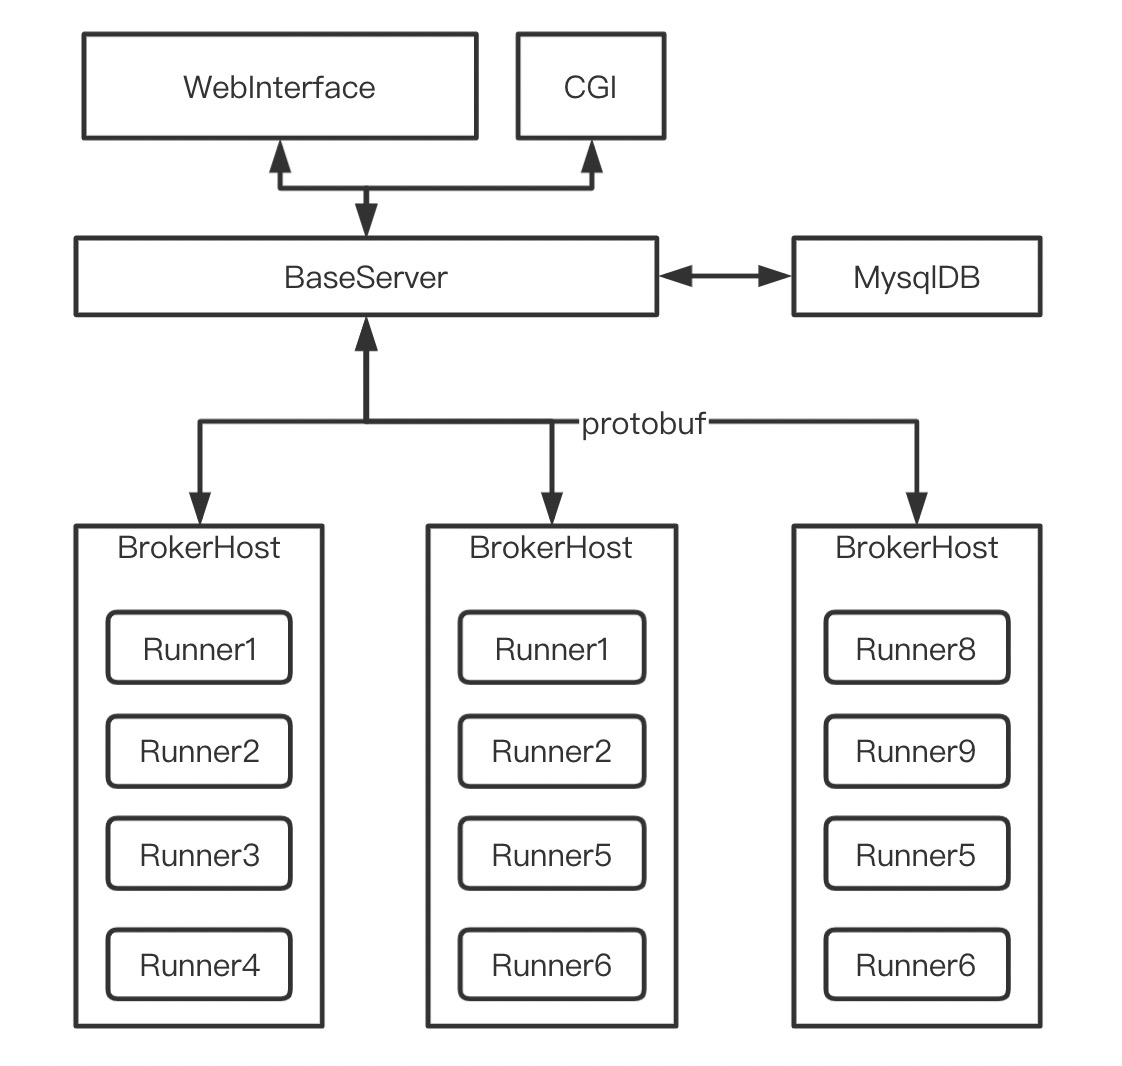 WebInterface
CGI
BaseServer
MysqlDB
protobuf
BrokerHost
Runner1
Runner2
Runner3
Runner4
BrokerHost
Runner1
Runner2
Runner5
Runner6
BrokerHost
Runner8
Runner9
Runner5
Runner6